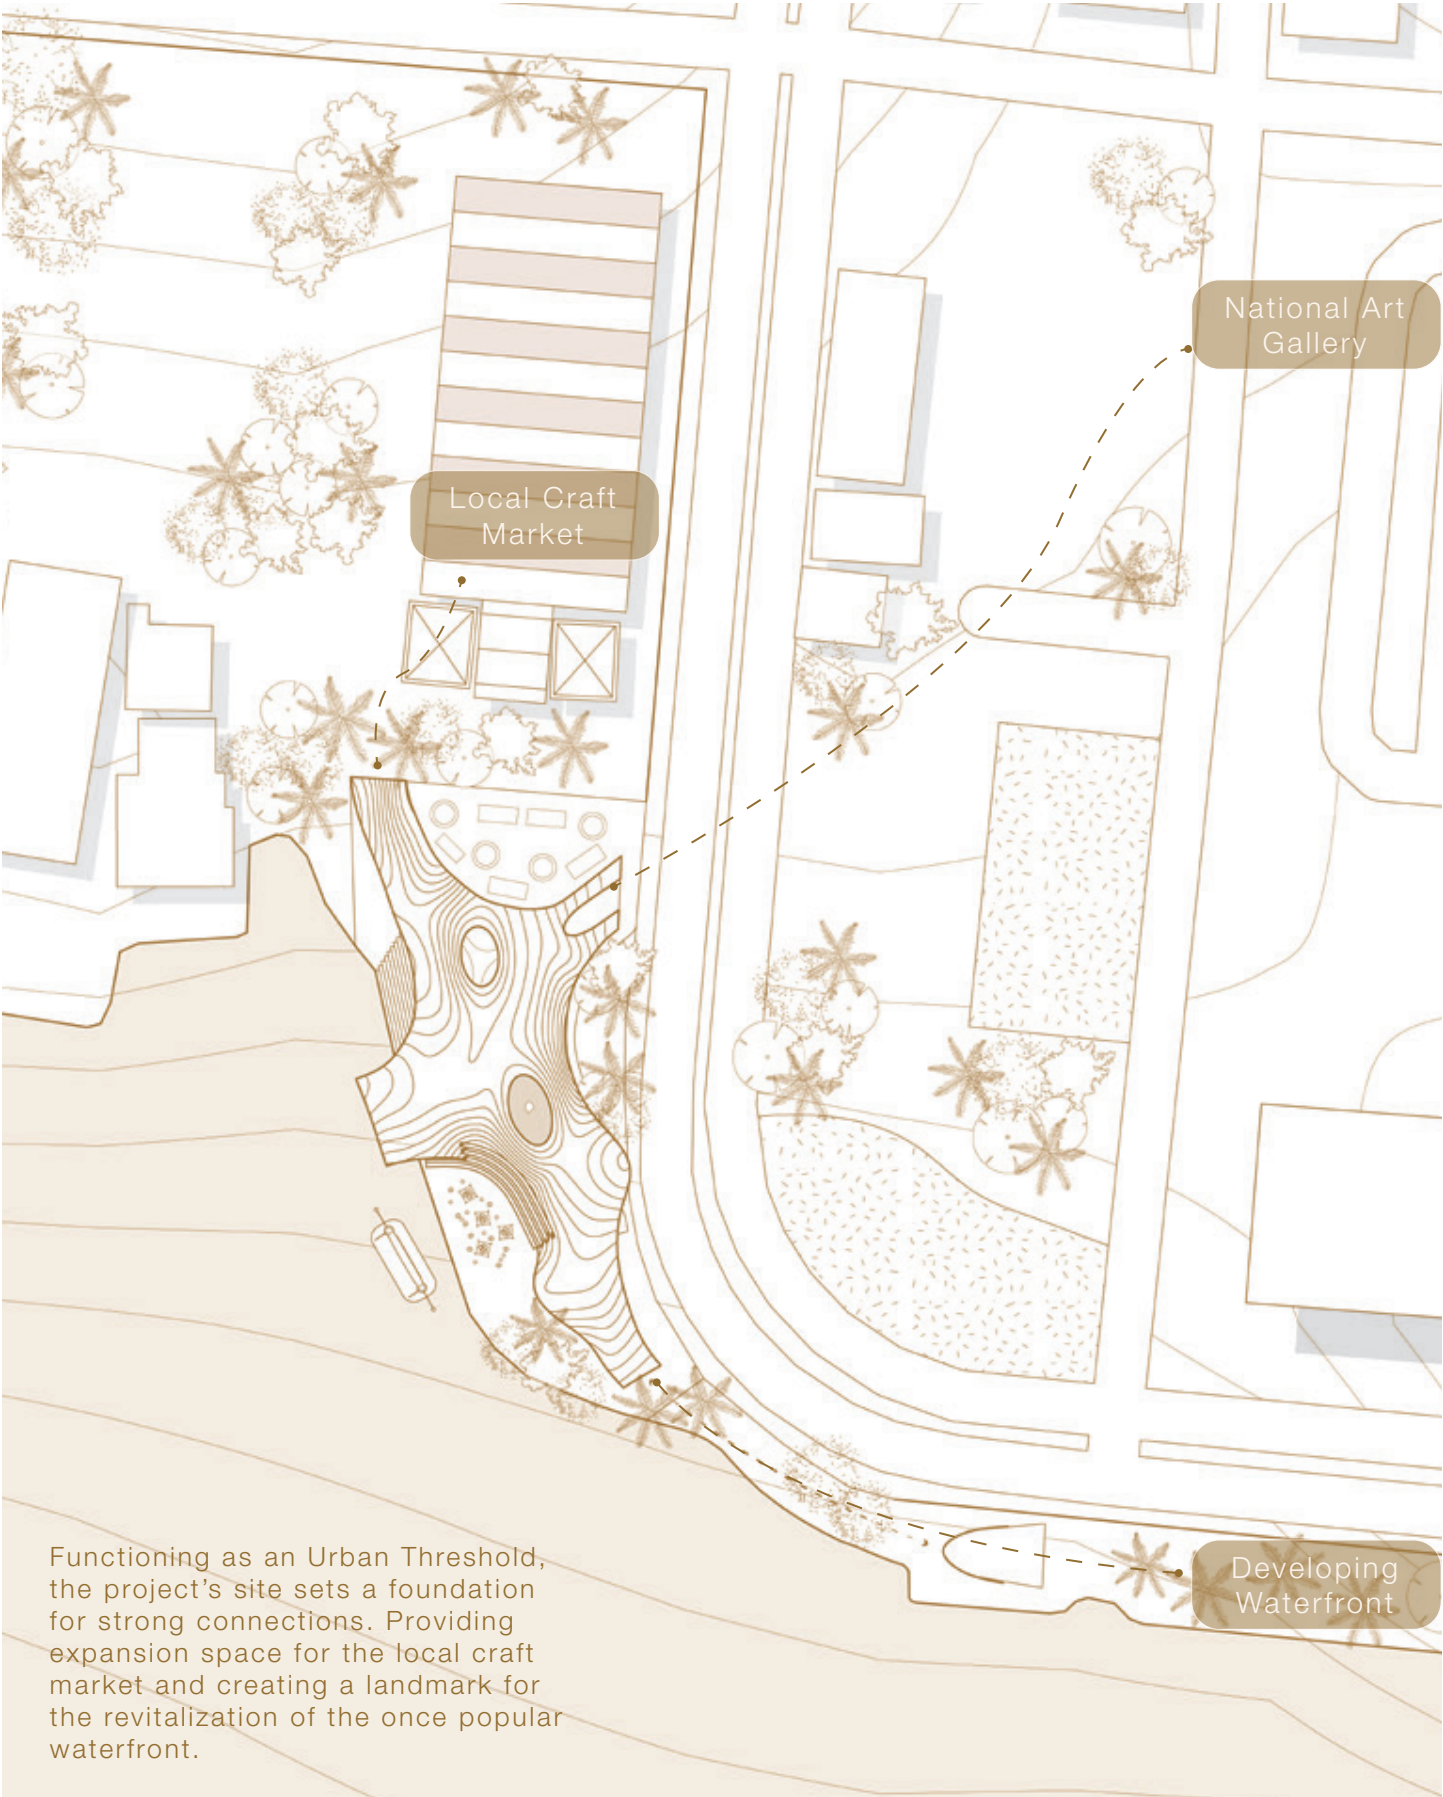 National Art
Gallery
Local Craft
Market
Developing
Waterfront
Functioning as an Urban Threshold,
the project’s site sets a foundation
for strong connections. Providing
expansion space for the local craft
market and creating a landmark for
the revitalization of the once popular
waterfront.